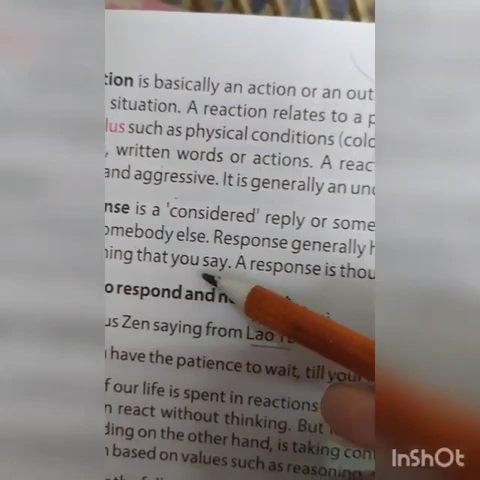 tion is basically an action or an out
situation. A reaction relates to a p
lus such as physical conditions (cold
, written words or actions. A reac
and aggressive. It is generally an un
nse is a 'considered' reply or some
omebody else. Response generally h
ning that you say. A response is thou
o respond and n
us Zen saying from Lao
have the patience to wait, till your
f our life is spent in reactions
n react without thinking. But
ding on the other hand, is taking con
n based on values such as reasoning,
InShOt